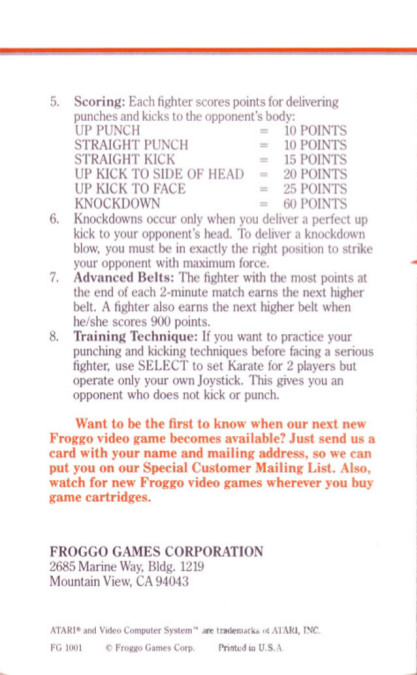 5. Scoring: Each fighter scores points for delivering
punches and kicks to the opponent's body:
UP PUNCH = 10 POINTS
STRAIGHT PUNCH = 10 POINTS
STRAIGHT KICK = 15 POINTS
UP KICK TO SIDE OF HEAD = 20 POINTS
UP KICK TO FACE = 25 POINTS
KNOCKDOWN = 60 POINTS
6. Knockdowns occur only when you deliver a perfect up
kick to your opponent's head. To deliver a knockdown
blow, you must be in exactly the right position to strike
your opponent with maximum force.
7. Advanced Belts: The fighter with the most points at
the end of each 2-minute match earns the next higher
belt. A fighter also earns the next higher belt when
he/she scores 900 points.
8. Training Technique: If you want to practice your
punching and kicking techniques before facing a serious
fighter, use SELECT to set Karate for 2 players but
operate only your own Joystick. This gives you an
opponent who does not kick or punch.
Want to be the first to know when our next new
Froggo video game becomes available? Just send us a
card with your name and mailing address, so we can
put you on our Special Customer Mailing List. Also,
watch for new Froggo video games wherever you buy
game cartridges.
FROGGO GAMES CORPORATION
2685 Marine Way, Bldg. 1219
Mountain View, CA 94043
ATARI® and Video Computer System™ are trademarks of ATARI, INC.
FG 1001 © Froggo Games Corp. Printed in U.S.A.